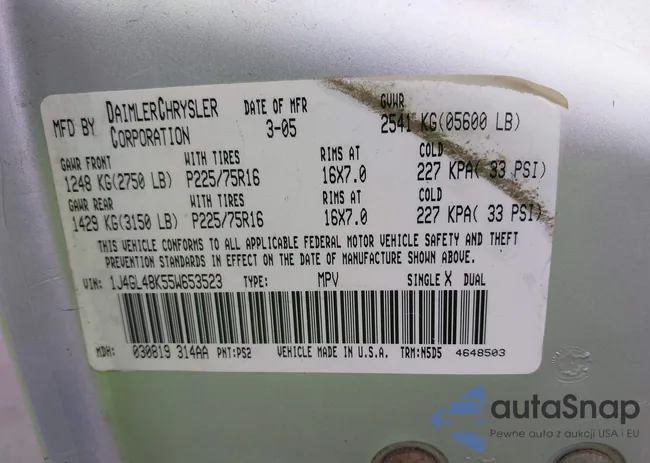 MFD BY DAIMLERCHRYSLER CORPORATION DATE OF MFR 3-05 GVWR 2541 KG(05600 LB)
GAWR FRONT WITH TIRES RIMS AT COLD
1248 KG(2750 LB) P225/75R16 16X7.0 227 KPA( 33 PSI)
GAWR REAR WITH TIRES RIMS AT COLD
1429 KG(3150 LB) P225/75R16 16X7.0 227 KPA( 33 PSI)
THIS VEHICLE CONFORMS TO ALL APPLICABLE FEDERAL MOTOR VEHICLE SAFETY AND THEFT
PREVENTION STANDARDS IN EFFECT ON THE DATE OF MANUFACTURE SHOWN ABOVE.
VIN: 1J4GL48K55W653523 TYPE: MPV SINGLE X DUAL
MDH: 030819 314AA PNT: PS2 VEHICLE MADE IN U.S.A. TRM: N5D5 4648503
autaSnap
Pewne auta z aukcji USA i EU